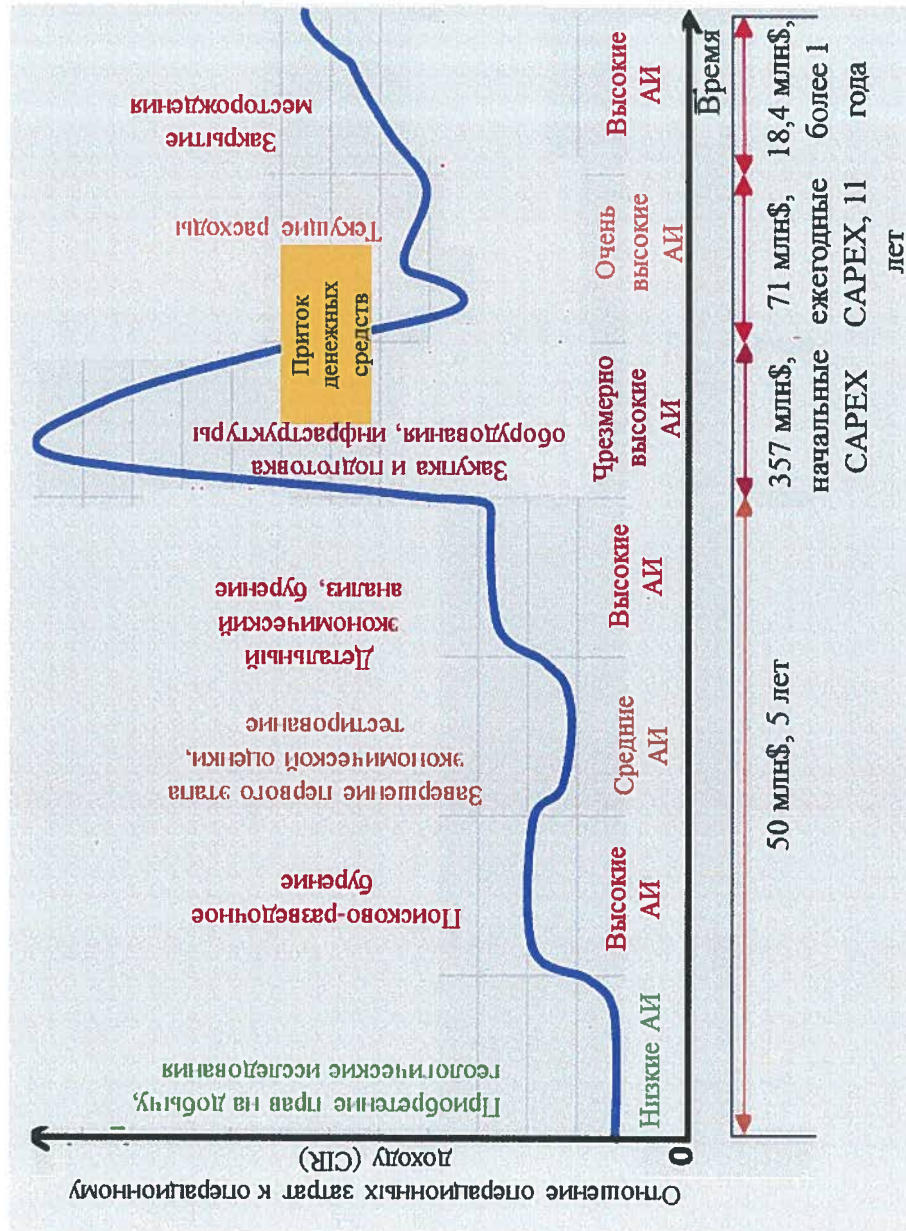 Отношение операционных затрат к операционному
доходу (CIR)
0
Время
Приобретение прав на добычу,
геологические исследования
Поисково-разведочное
бурение
Завершение первого этапа
экономической оценки,
тестирование
Детальный
экономический
анализ, бурение
Закупка и подготовка
оборудования, инфраструктуры
Приток
денежных
средств
Текущие расходы
Закрытие
месторождения
Низкие АИ
Высокие
АИ
Средние
АИ
Высокие
АИ
Чрезмерно
высокие
АИ
Очень
высокие
АИ
Высокие
АИ
50 млн$, 5 лет
357 млн$,
начальные
CAPEX
71 млн$,
ежегодные
CAPEX, 11
лет
18,4 млн$,
более 1
года